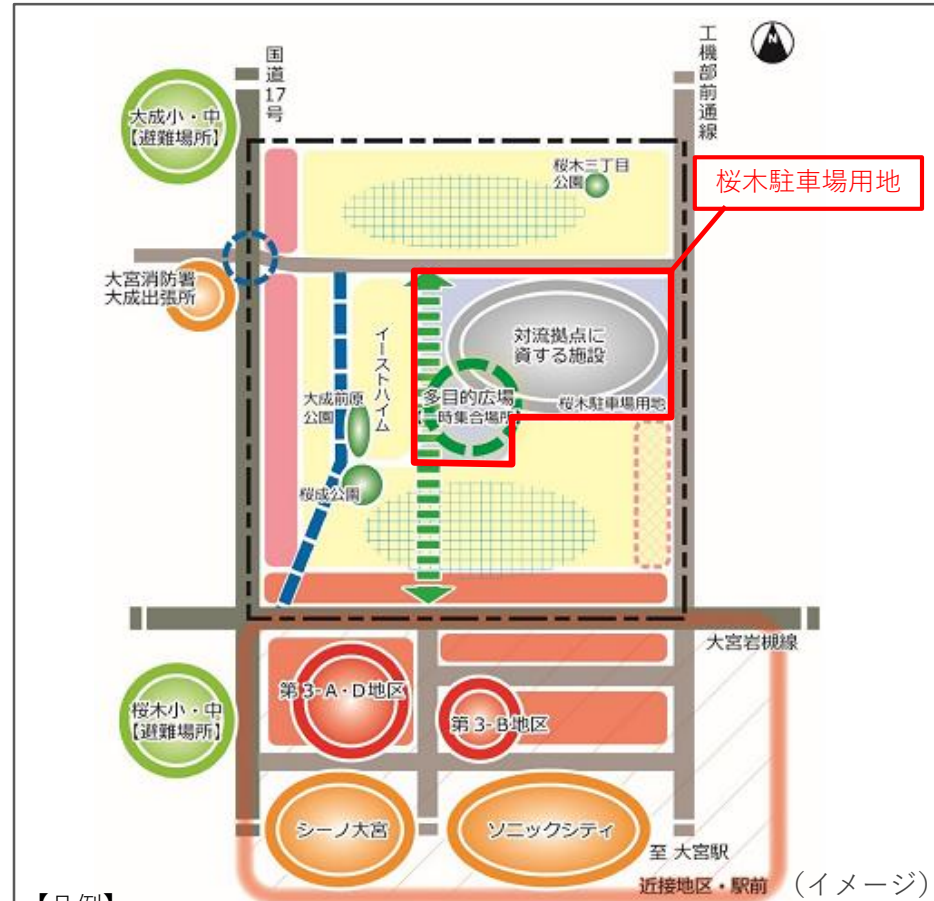 国道17号
工機部前通線
N
大成小・中
【避難場所】
桜木三丁目
公園
桜木駐車場用地
大宮消防署
大成出張所
イーストハイム
対流拠点に
資する施設
大成前原
公園
多目的広場
【一時集合場所】
桜木駐車場用地
桜成公園
大宮岩槻線
第3-A・D地区
桜木小・中
【避難場所】
第3-B地区
シーノ大宮
ソニックシティ
至 大宮駅
近接地区・駅前
（イメージ）
【凡例】